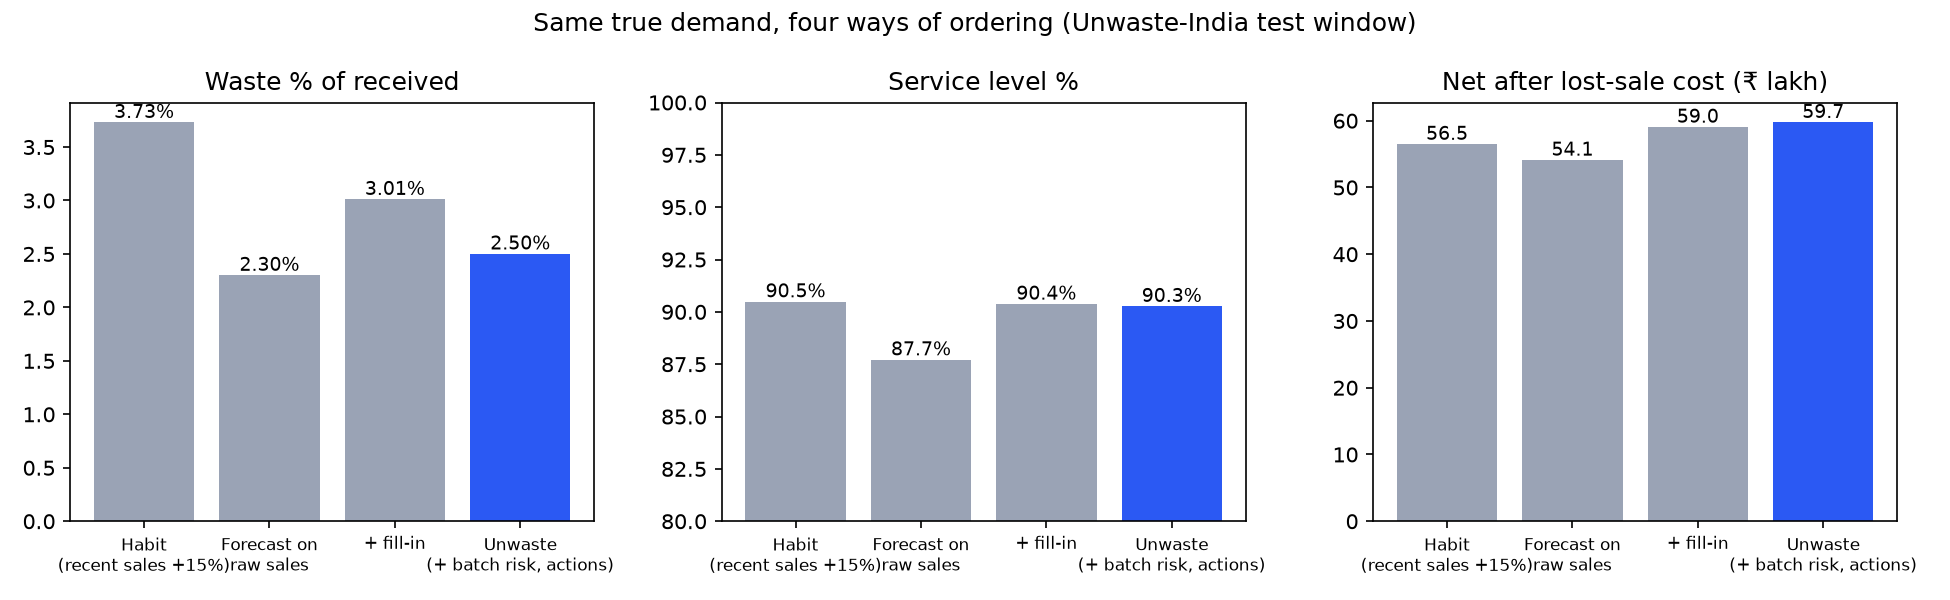 Same true demand, four ways of ordering (Unwaste-India test window)
Waste % of received
3.5
3.0
2.5
2.0
1.5
1.0
0.5
0.0
3.73%
2.30%
3.01%
2.50%
Habit
(recent sales +15%)
Forecast on
raw sales
+ fill-in
Unwaste
(+ batch risk, actions)
Service level %
100.0
97.5
95.0
92.5
90.0
87.5
85.0
82.5
80.0
90.5%
87.7%
90.4%
90.3%
Habit
(recent sales +15%)
Forecast on
raw sales
+ fill-in
Unwaste
(+ batch risk, actions)
Net after lost-sale cost (₹ lakh)
60
50
40
30
20
10
0
56.5
54.1
59.0
59.7
Habit
(recent sales +15%)
Forecast on
raw sales
+ fill-in
Unwaste
(+ batch risk, actions)